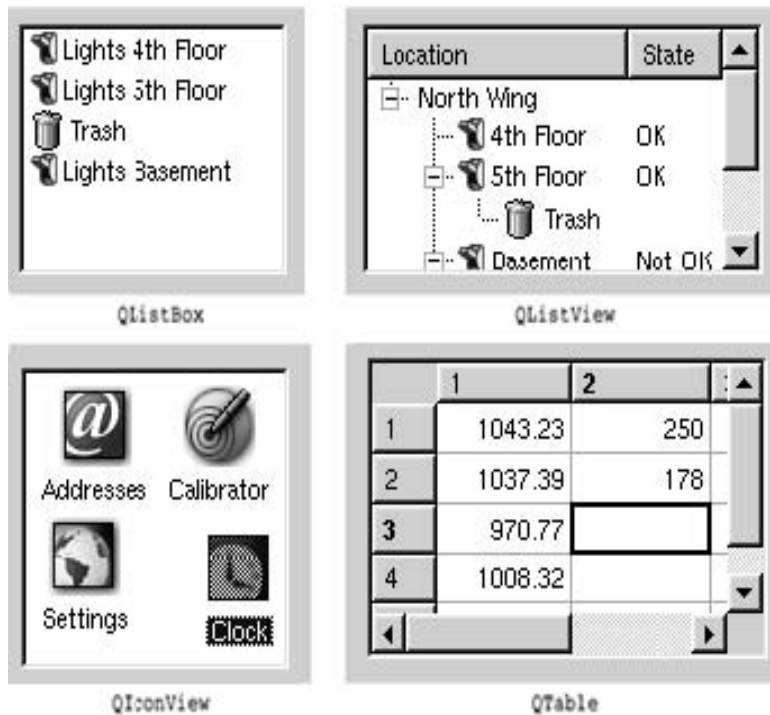 Lights 4th Floor
Lights 5th Floor
Trash
Lights Basement
QListBox
Location State
North Wing
4th Floor OK
5th Floor OK
Trash
Basement Not OK
QListView
@
Addresses Calibrator
Settings Clock
QIconView
1 2
1 1043.23 250
2 1037.39 178
3 970.77
4 1008.32
QTable